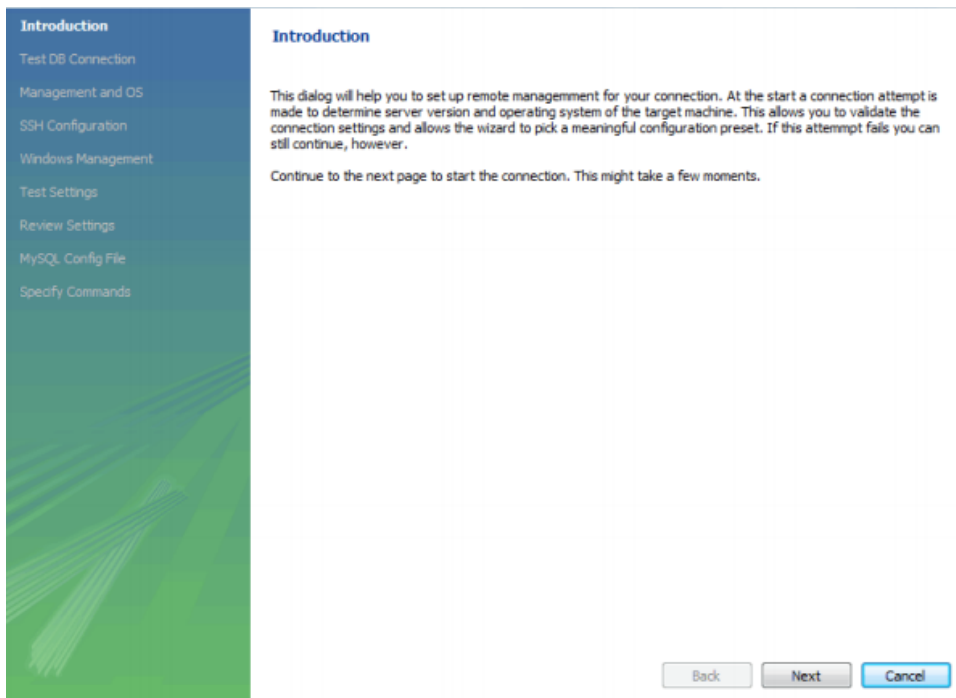 Introduction
Test DB Connection
Management and OS
SSH Configuration
Windows Management
Test Settings
Review Settings
MySQL Config File
Specify Commands
Introduction
This dialog will help you to set up remote managemment for your connection. At the start a connection attempt is
made to determine server version and operating system of the target machine. This allows you to validate the
connection settings and allows the wizard to pick a meaningful configuration preset. If this attemmpt fails you can
still continue, however.
Continue to the next page to start the connection. This might take a few moments.
Back
Next
Cancel